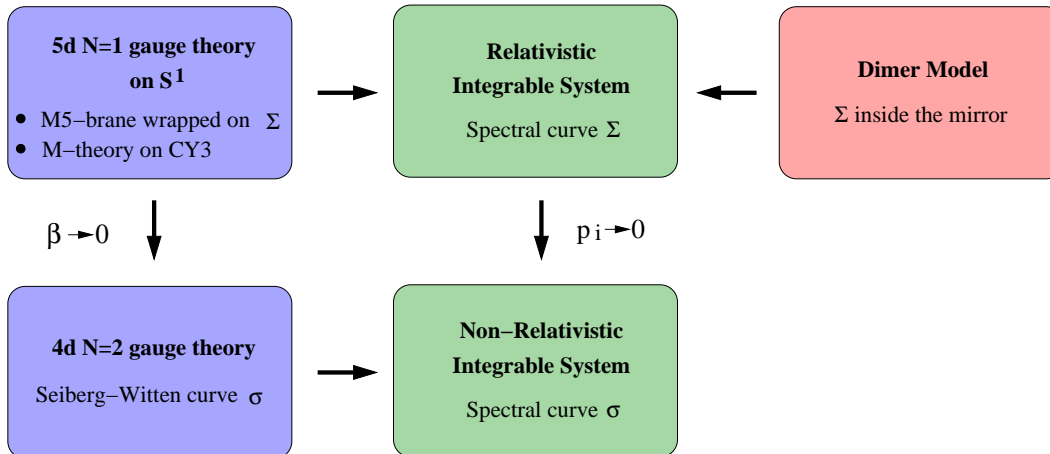 5d N=1 gauge theory
on S1
• M5−brane wrapped on Σ
• M−theory on CY3
Relativistic
Integrable System
Spectral curve Σ
Dimer Model
Σ inside the mirror
β→0
p i→0
4d N=2 gauge theory
Seiberg−Witten curve σ
Non−Relativistic
Integrable System
Spectral curve σ